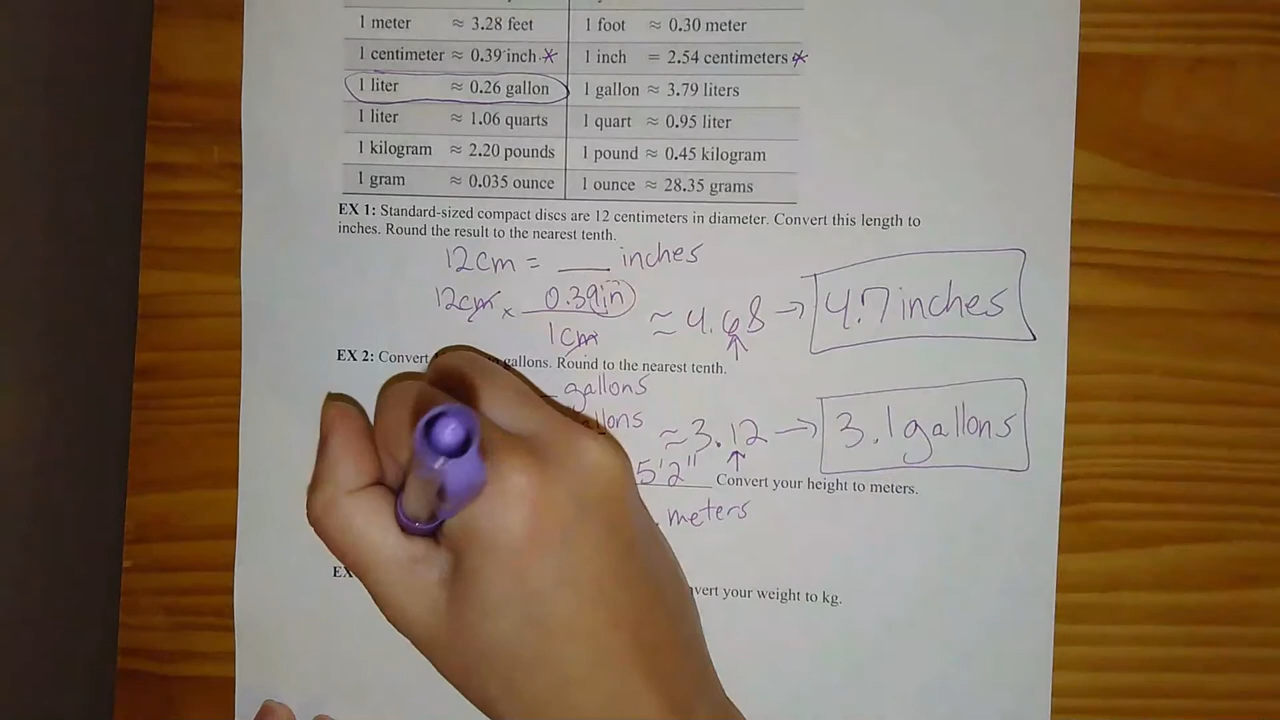 1 meter ≈ 3.28 feet 1 foot ≈ 0.30 meter
1 centimeter ≈ 0.39 inch * 1 inch = 2.54 centimeters *
1 liter ≈ 0.26 gallon 1 gallon ≈ 3.79 liters
1 liter ≈ 1.06 quarts 1 quart ≈ 0.95 liter
1 kilogram ≈ 2.20 pounds 1 pound ≈ 0.45 kilogram
1 gram ≈ 0.035 ounce 1 ounce ≈ 28.35 grams
EX 1: Standard-sized compact discs are 12 centimeters in diameter. Convert this length to
inches. Round the result to the nearest tenth.
12cm = ___ inches
12cm x 0.39in
1cm
≈ 4.68 → 4.7 inches
EX 2: Convert gallons. Round to the nearest tenth.
gallons
≈ 3.12 → 3.1 gallons
5'2" Convert your height to meters.
meters
your weight to kg.